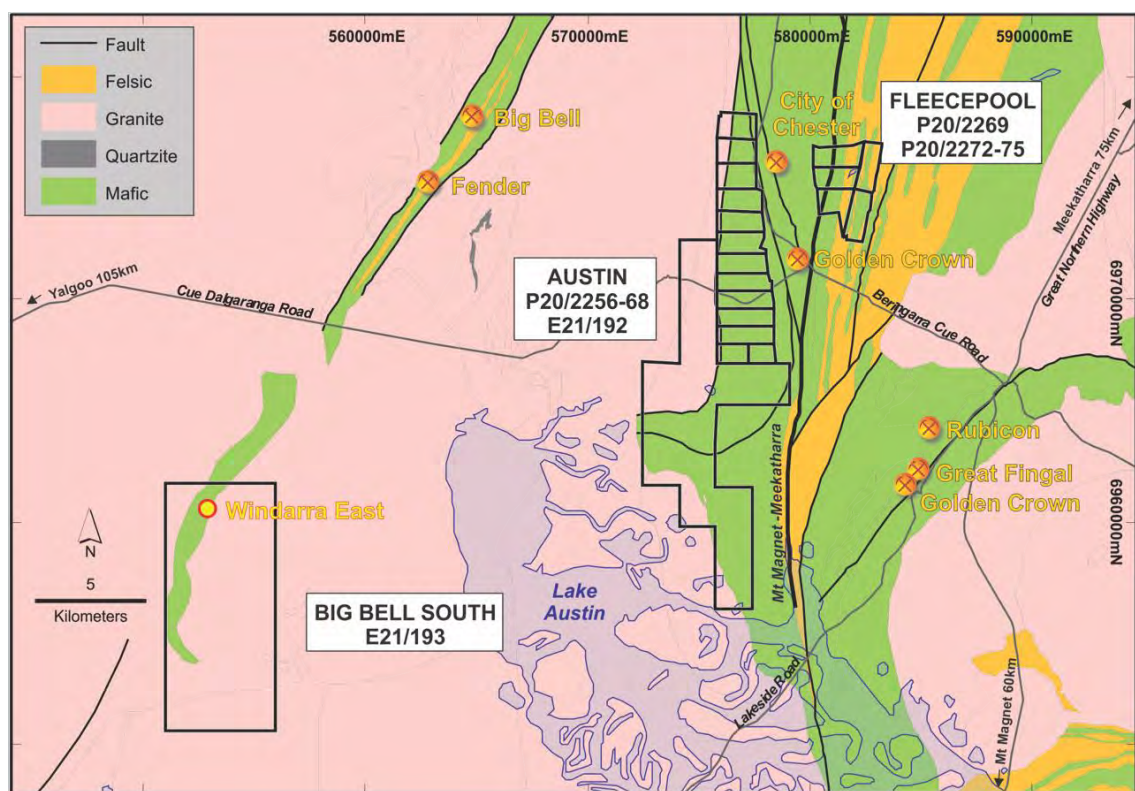 Fault
Felsic
Granite
Quartzite
Mafic
560000mE
570000mE
580000mE
590000mE
Big Bell
Fender
City of
Chester
FLEECEPOOL
P20/2269
P20/2272-75
Meekatharra 75km
Great Northern Highway
Golden Crown
AUSTIN
P20/2256-68
E21/192
Yalgoo 105km
Cue Dalgaranga Road
Beringarra Cue Road
6970000mN
Rubicon
Great Fingal
Golden Crown
Windarra East
6960000mN
N
5
Kilometers
BIG BELL SOUTH
E21/193
Lake
Austin
Mt Magnet -Meekatharra
Lakeside Road
Mt Magnet 60km